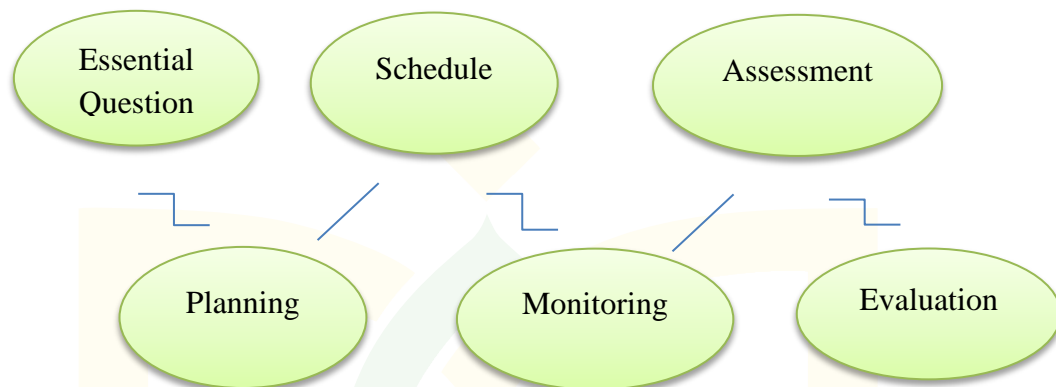 Essential
Question
Schedule
Assessment
Planning
Monitoring
Evaluation